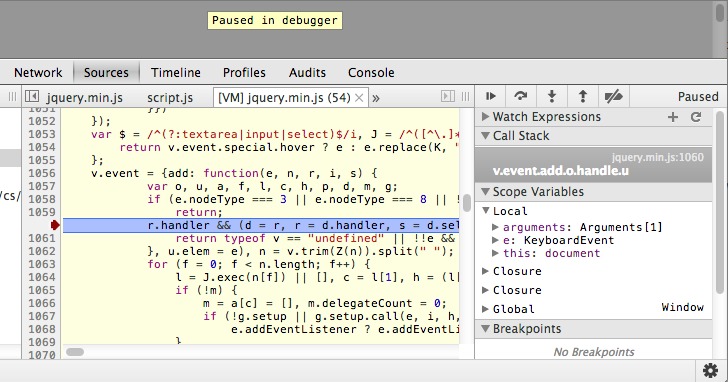 Paused in debugger
Network Sources Timeline Profiles Audits Console
jquery.min.js script.js [VM] jquery.min.js (54) × »
Paused
1051 }})
1052 });
1053 var $ = /^(?:textarea|input|select)$/i, J = /^([^\.]*
1054 return v.event.special.hover ? e : e.replace(K, "
1055 };
1056 v.event = {add: function(e, n, r, i, s) {
1057 var o, u, a, f, l, c, h, p, d, m, g;
1058 if (e.nodeType === 3 || e.nodeType === 8 || !
1059 return;
r.handler && (d = r, r = d.handler, s = d.sel
1061 return typeof v == "undefined" || !!e &&
1062 }, u.elem = e), n = v.trim(Z(n)).split(" ");
1063 for (f = 0; f < n.length; f++) {
1064 l = J.exec(n[f]) || [], c = l[1], h = (l[
1065 if (!m) {
1066 m = a[c] = [], m.delegateCount = 0;
1067 if (!g.setup || g.setup.call(e, i, h,
1068 e.addEventListener ? e.addEventLi
1069 }
1070
/cs/
Watch Expressions
Call Stack
jquery.min.js:1060
v.event.add.o.handle.u
Scope Variables
Local
arguments: Arguments[1]
e: KeyboardEvent
this: document
Closure
Closure
Global Window
Breakpoints
No Breakpoints